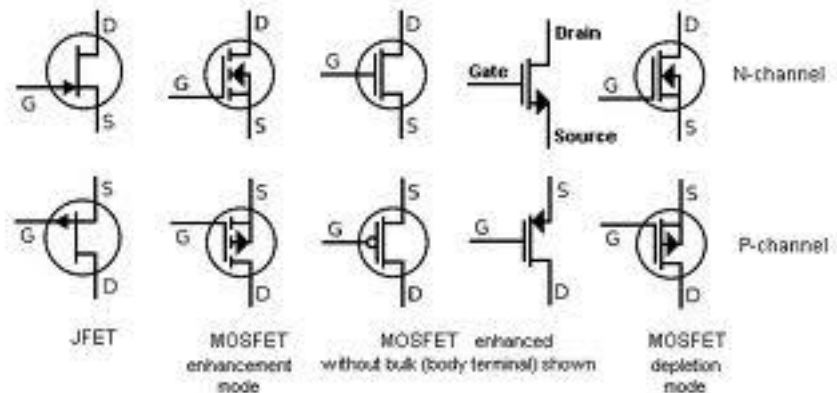 D D D Drain D
G G G Gate G N-channel
S S S Source S
S S S S S
G G G G G P-channel
D D D D D
JFET MOSFET MOSFET enhanced MOSFET
enhancement without bulk (body terminal) shown depletion
mode mode